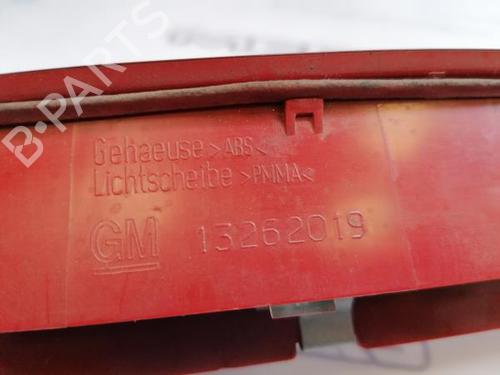 B-PARTS
Gehaeuse >ABS<
Lichtscheibe >PMMA<
GM 13262019